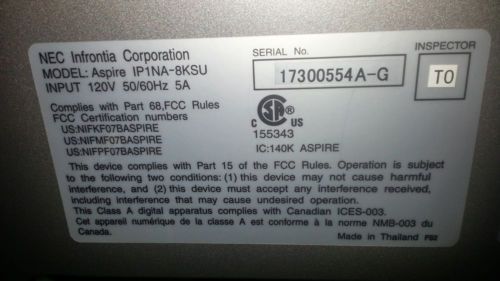 NEC Infrontia Corporation
MODEL: Aspire IP1NA-8KSU
INPUT 120V 50/60Hz 5A
SERIAL No.
17300554A-G
INSPECTOR
TO
Complies with Part 68,FCC Rules
FCC Certification numbers
US:NIFKF07BASPIRE
US:NIFMF07BASPIRE
US:NIFPF07BASPIRE
C US
155343
IC:140K ASPIRE
This device complies with Part 15 of the FCC Rules. Operation is subject
to the following two conditions: (1) this device may not cause harmful
interference, and (2) this device must accept any interference received,
including interference that may cause undesired operation.
This Class A digital apparatus complies with Canadian ICES-003.
Cet apparei numérique de la classe A est conforme à la norme NMB-003 du
Canada.
Made in Thailand FS2